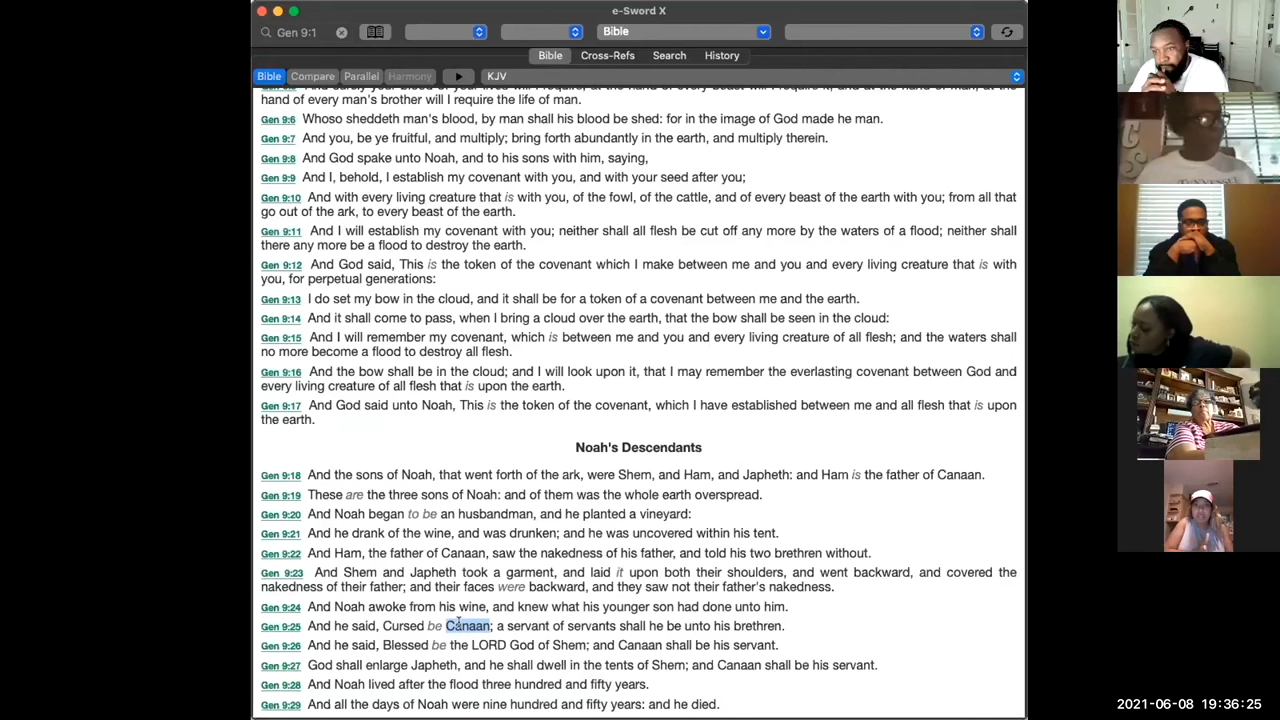 e-Sword X
Gen 9:1
Bible
Bible Cross-Refs Search History
Bible Compare Parallel Harmony KJV
hand of every man's brother will I require the life of man.
Gen 9:6 Whoso sheddeth man's blood, by man shall his blood be shed: for in the image of God made he man.
Gen 9:7 And you, be ye fruitful, and multiply; bring forth abundantly in the earth, and multiply therein.
Gen 9:8 And God spake unto Noah, and to his sons with him, saying,
Gen 9:9 And I, behold, I establish my covenant with you, and with your seed after you;
Gen 9:10 And with every living creature that is with you, of the fowl, of the cattle, and of every beast of the earth with you; from all that
go out of the ark, to every beast of the earth.
Gen 9:11 And I will establish my covenant with you; neither shall all flesh be cut off any more by the waters of a flood; neither shall
there any more be a flood to destroy the earth.
Gen 9:12 And God said, This is the token of the covenant which I make between me and you and every living creature that is with
you, for perpetual generations:
Gen 9:13 I do set my bow in the cloud, and it shall be for a token of a covenant between me and the earth.
Gen 9:14 And it shall come to pass, when I bring a cloud over the earth, that the bow shall be seen in the cloud:
Gen 9:15 And I will remember my covenant, which is between me and you and every living creature of all flesh; and the waters shall
no more become a flood to destroy all flesh.
Gen 9:16 And the bow shall be in the cloud; and I will look upon it, that I may remember the everlasting covenant between God and
every living creature of all flesh that is upon the earth.
Gen 9:17 And God said unto Noah, This is the token of the covenant, which I have established between me and all flesh that is upon
the earth.
Noah's Descendants
Gen 9:18 And the sons of Noah, that went forth of the ark, were Shem, and Ham, and Japheth: and Ham is the father of Canaan.
Gen 9:19 These are the three sons of Noah: and of them was the whole earth overspread.
Gen 9:20 And Noah began to be an husbandman, and he planted a vineyard:
Gen 9:21 And he drank of the wine, and was drunken; and he was uncovered within his tent.
Gen 9:22 And Ham, the father of Canaan, saw the nakedness of his father, and told his two brethren without.
Gen 9:23 And Shem and Japheth took a garment, and laid it upon both their shoulders, and went backward, and covered the
nakedness of their father; and their faces were backward, and they saw not their father's nakedness.
Gen 9:24 And Noah awoke from his wine, and knew what his younger son had done unto him.
Gen 9:25 And he said, Cursed be Canaan; a servant of servants shall he be unto his brethren.
Gen 9:26 And he said, Blessed be the LORD God of Shem; and Canaan shall be his servant.
Gen 9:27 God shall enlarge Japheth, and he shall dwell in the tents of Shem; and Canaan shall be his servant.
Gen 9:28 And Noah lived after the flood three hundred and fifty years.
Gen 9:29 And all the days of Noah were nine hundred and fifty years: and he died.
2021-06-08 19:36:25